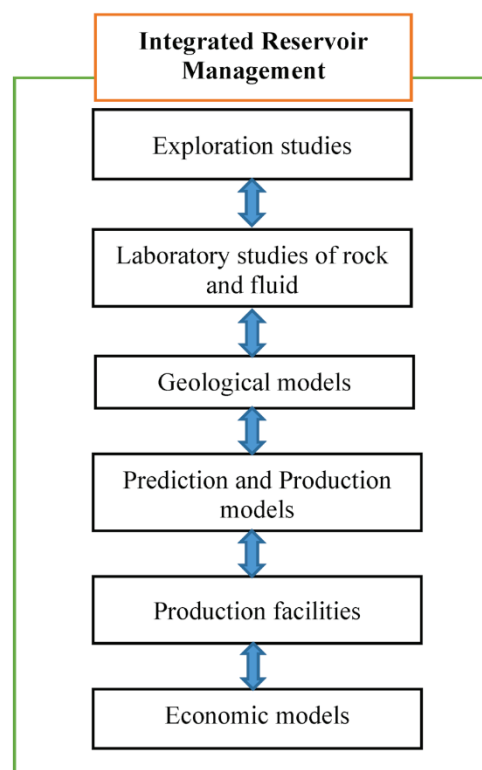 Integrated Reservoir
Management
Exploration studies
Laboratory studies of rock
and fluid
Geological models
Prediction and Production
models
Production facilities
Economic models